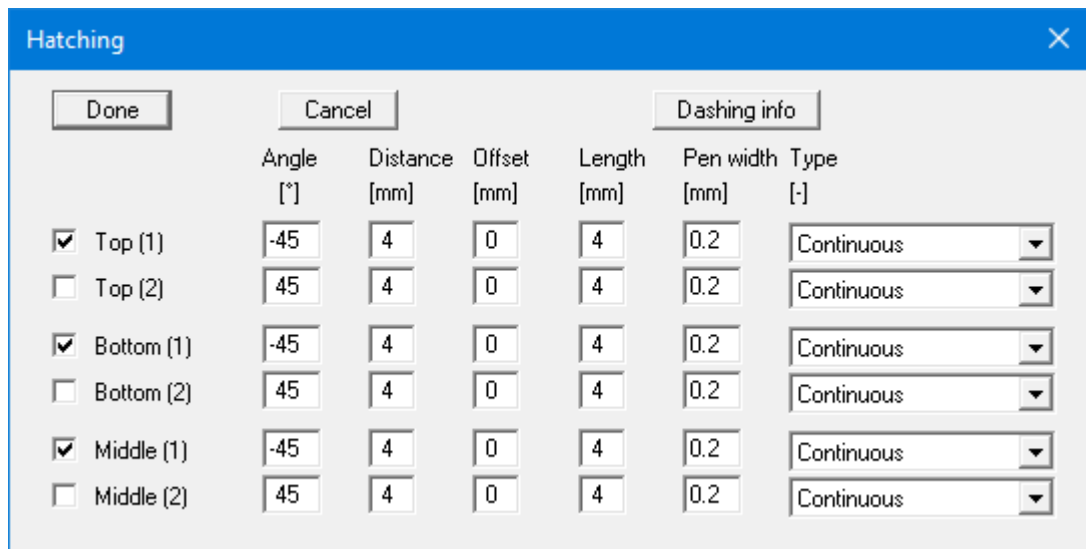 Hatching
Done Cancel Dashing info
Angle Distance Offset Length Pen width Type
[°] [mm] [mm] [mm] [mm] [-]
Top (1) -45 4 0 4 0.2 Continuous
Top (2) 45 4 0 4 0.2 Continuous
Bottom (1) -45 4 0 4 0.2 Continuous
Bottom (2) 45 4 0 4 0.2 Continuous
Middle (1) -45 4 0 4 0.2 Continuous
Middle (2) 45 4 0 4 0.2 Continuous